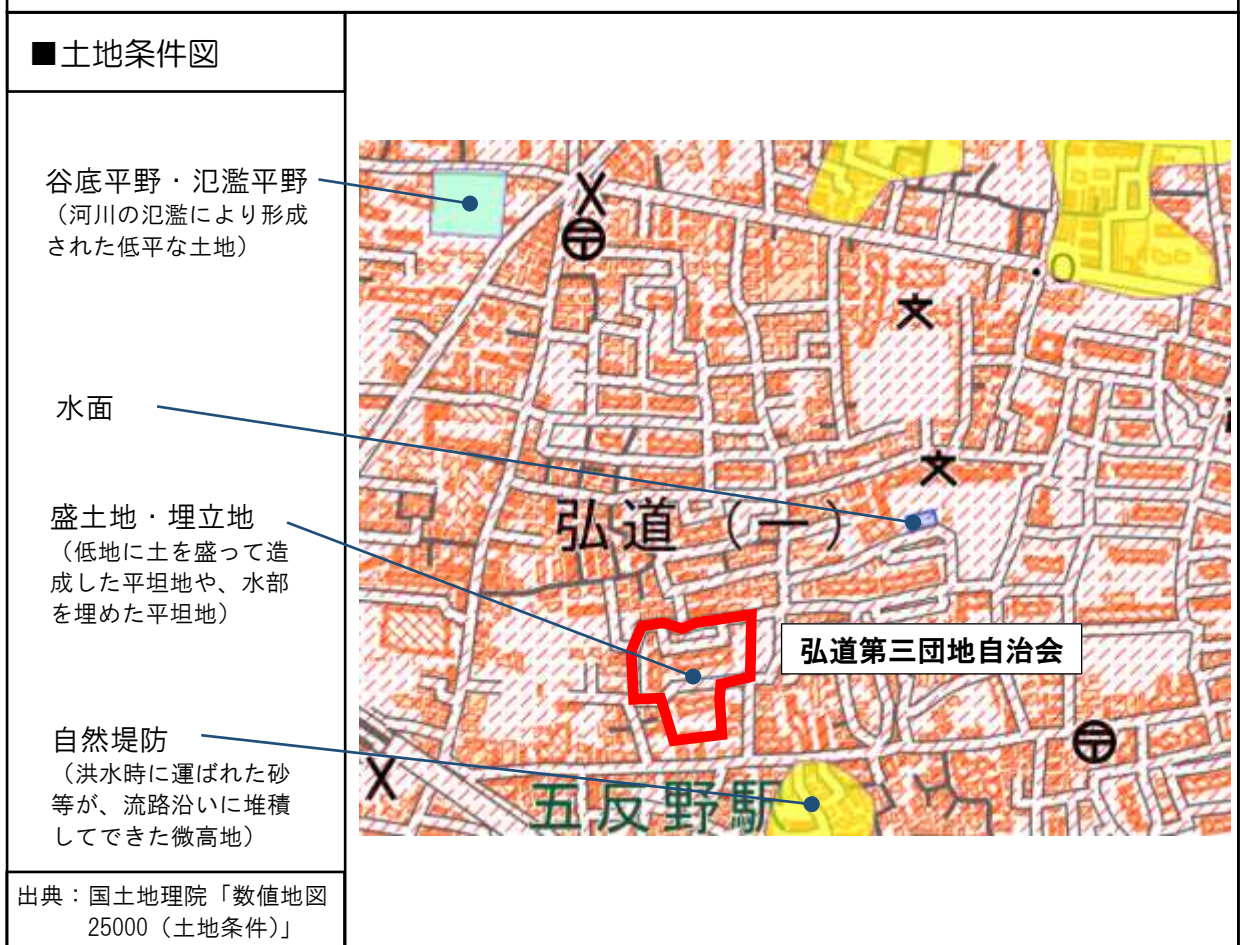 ■土地条件図
谷底平野・氾濫平野
（河川の氾濫により形成
された低平な土地）
水面
盛土地・埋立地
（低地に土を盛って造
成した平坦地や、水部
を埋めた平坦地）
自然堤防
（洪水時に運ばれた砂
等が、流路沿いに堆積
してできた微高地）
出典：国土地理院「数値地図
25000（土地条件）」
弘道（一）
弘道第三団地自治会
五反野駅